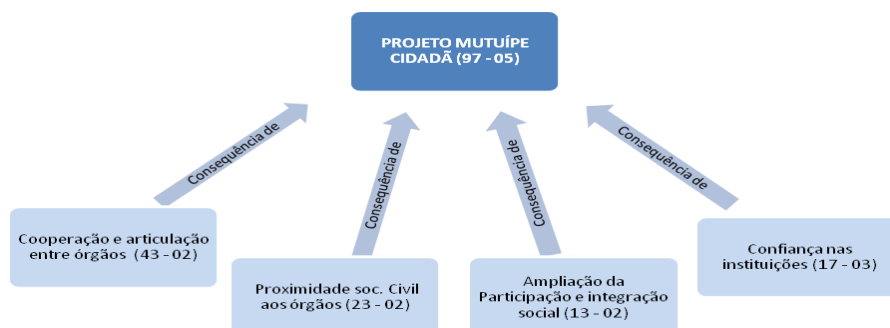 PROJETO MUTUÍPE
CIDADÃ (97 - 05)
Consequência de
Consequência de
Consequência de
Consequência de
Cooperação e articulação
entre órgãos (43 - 02)
Proximidade soc. Civil
aos órgãos (23 - 02)
Ampliação da
Participação e integração
social (13 - 02)
Confiança nas
instituições (17 - 03)